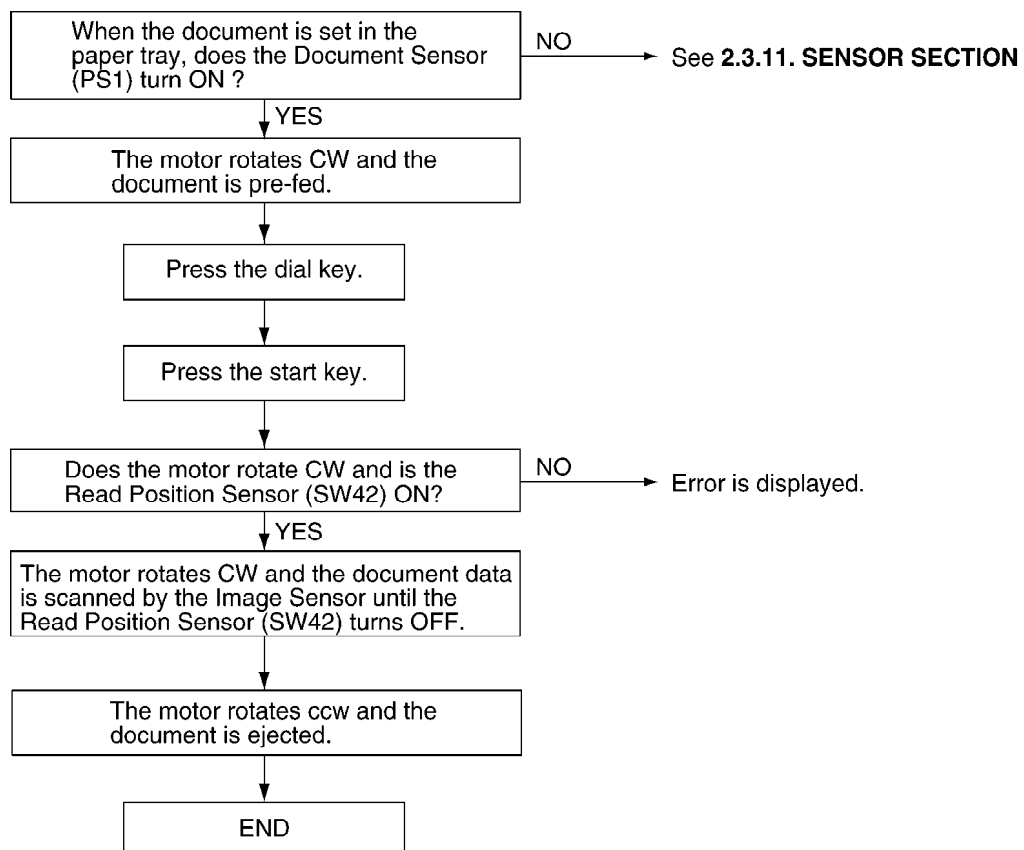 When the document is set in the
paper tray, does the Document Sensor
(PS1) turn ON ?
NO
See 2.3.11. SENSOR SECTION
YES
The motor rotates CW and the
document is pre-fed.
Press the dial key.
Press the start key.
Does the motor rotate CW and is the
Read Position Sensor (SW42) ON?
NO
Error is displayed.
YES
The motor rotates CW and the document data
is scanned by the Image Sensor until the
Read Position Sensor (SW42) turns OFF.
The motor rotates ccw and the
document is ejected.
END